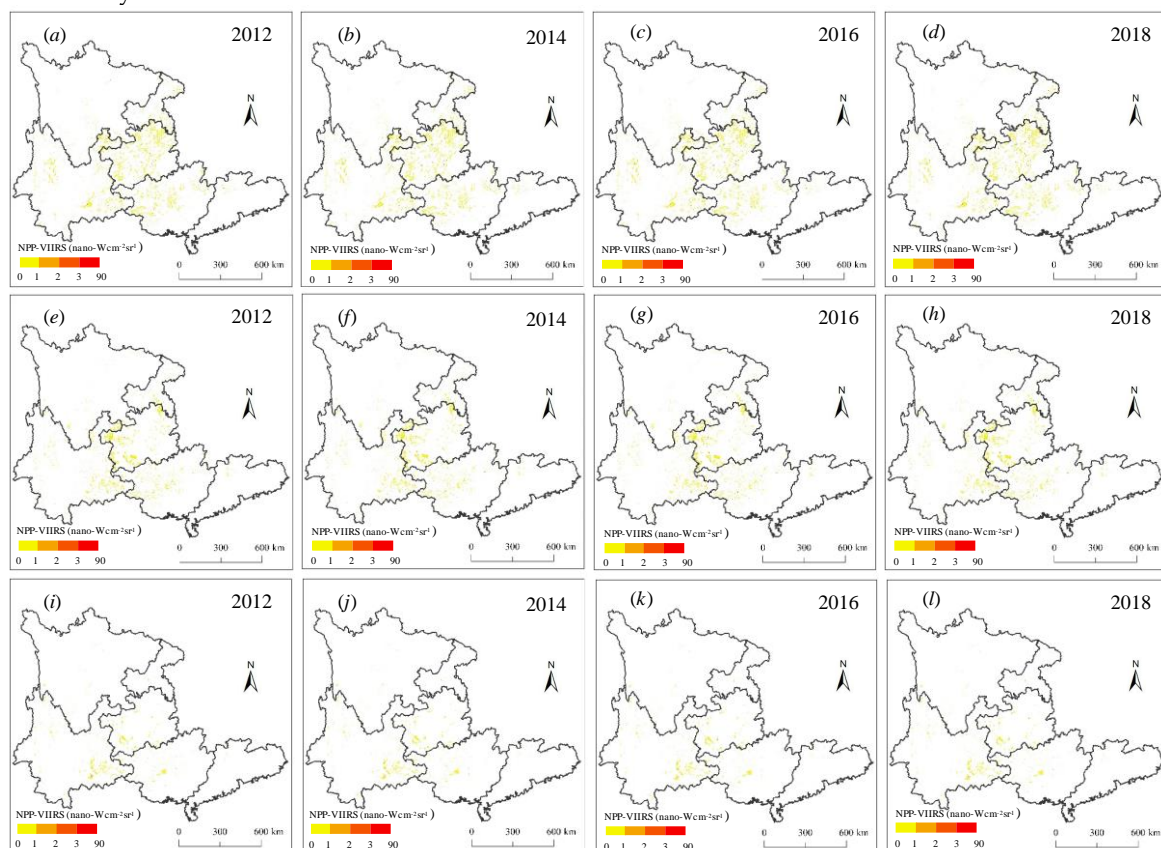 (a) 2012
N
NPP-VIIRS (nano-Wcm-2sr-1)
0 1 2 3 90
0 300 600 km
(b) 2014
N
NPP-VIIRS (nano-Wcm-2sr-1)
0 1 2 3 90
0 300 600 km
(c) 2016
N
NPP-VIIRS (nano-Wcm-2sr-1)
0 1 2 3 90
0 300 600 km
(d) 2018
N
NPP-VIIRS (nano-Wcm-2sr-1)
0 1 2 3 90
0 300 600 km
(e) 2012
N
NPP-VIIRS (nano-Wcm-2sr-1)
0 1 2 3 90
0 300 600 km
(f) 2014
N
NPP-VIIRS (nano-Wcm-2sr-1)
0 1 2 3 90
0 300 600 km
(g) 2016
N
NPP-VIIRS (nano-Wcm-2sr-1)
0 1 2 3 90
0 300 600 km
(h) 2018
N
NPP-VIIRS (nano-Wcm-2sr-1)
0 1 2 3 90
0 300 600 km
(i) 2012
N
NPP-VIIRS (nano-Wcm-2sr-1)
0 1 2 3 90
0 300 600 km
(j) 2014
N
NPP-VIIRS (nano-Wcm-2sr-1)
0 1 2 3 90
0 300 600 km
(k) 2016
N
NPP-VIIRS (nano-Wcm-2sr-1)
0 1 2 3 90
0 300 600 km
(l) 2018
N
NPP-VIIRS (nano-Wcm-2sr-1)
0 1 2 3 90
0 300 600 km